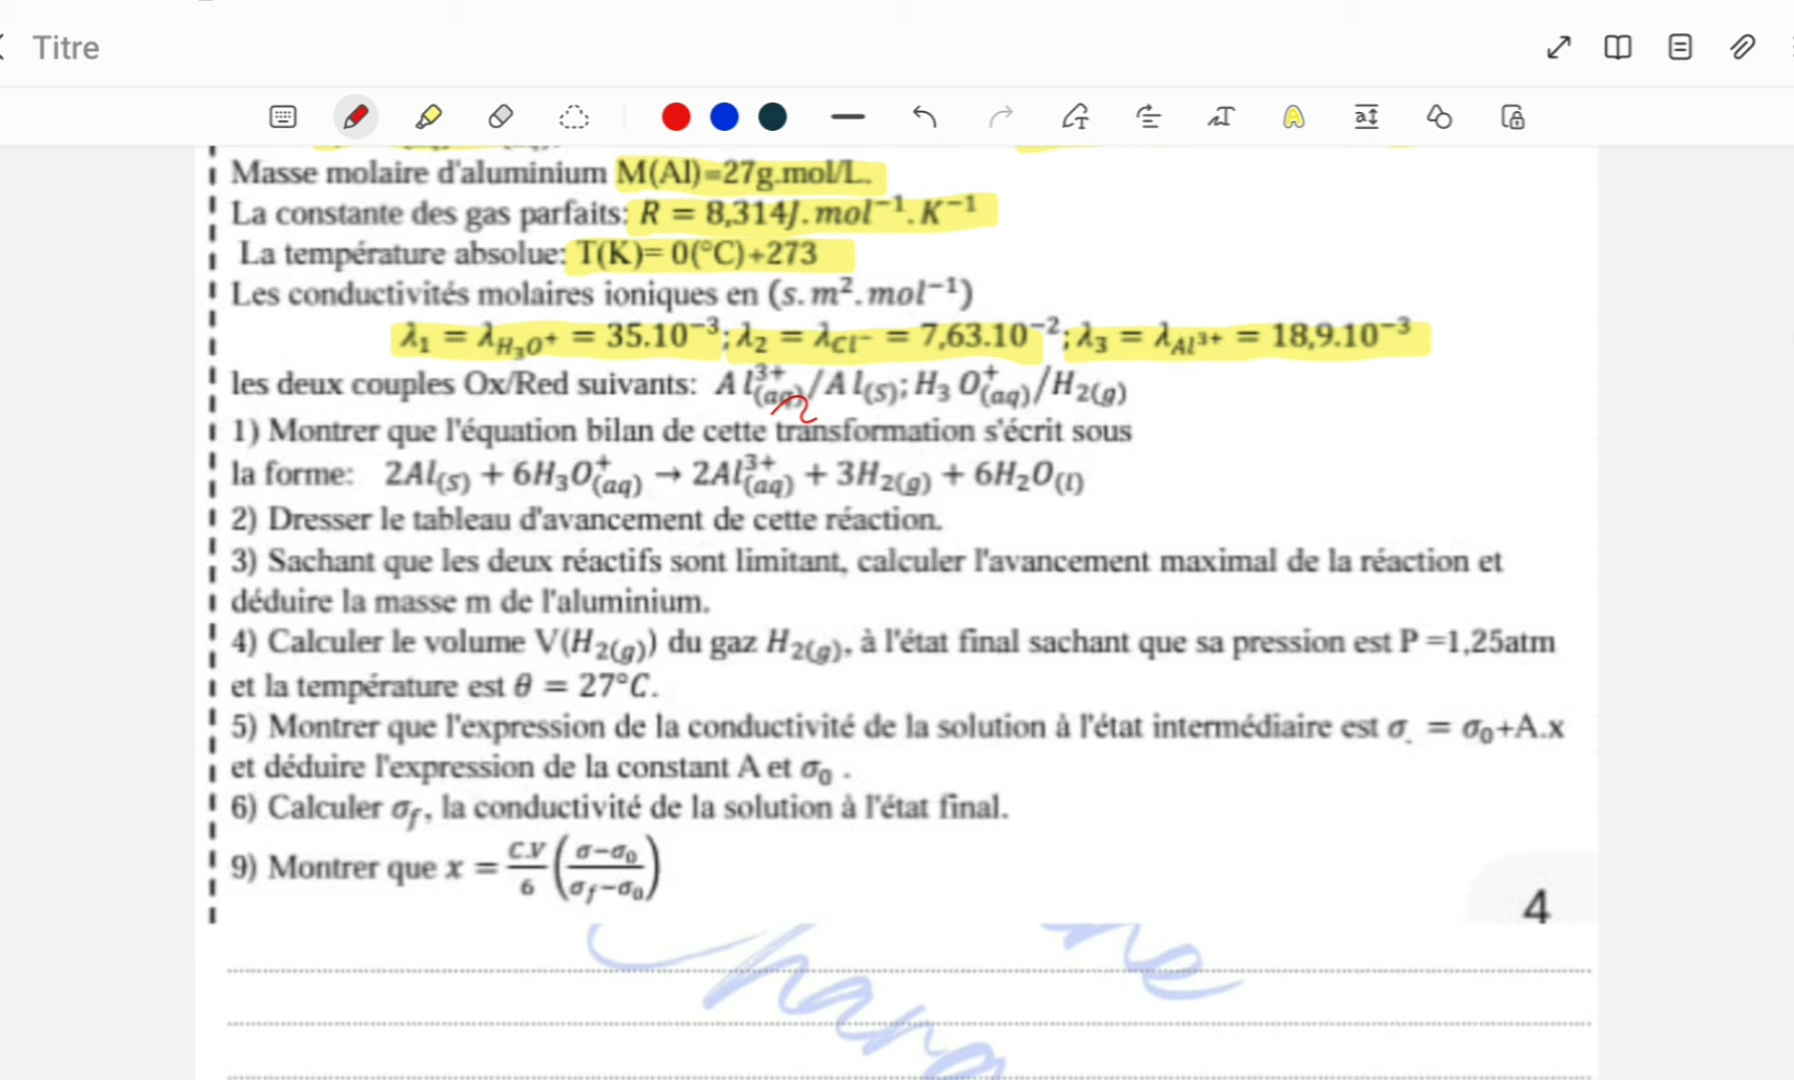 Titre
Masse molaire d'aluminium M(Al)=27g.mol/L.
La constante des gas parfaits: R = 8,314J.mol⁻¹.K⁻¹
La température absolue: T(K)= 0(°C)+273
Les conductivités molaires ioniques en (s.m².mol⁻¹)
λ₁ = λ_{H₃O⁺} = 35.10⁻³; λ₂ = λ_{Cl⁻} = 7,63.10⁻²; λ₃ = λ_{Al³⁺} = 18,9.10⁻³
les deux couples Ox/Red suivants: Al³⁺(aq)/Al(S); H₃O⁺(aq)/H₂(g)
1) Montrer que l'équation bilan de cette transformation s'écrit sous
la forme: 2Al(S) + 6H₃O⁺(aq) → 2Al³⁺(aq) + 3H₂(g) + 6H₂O(l)
2) Dresser le tableau d'avancement de cette réaction.
3) Sachant que les deux réactifs sont limitant, calculer l'avancement maximal de la réaction et
déduire la masse m de l'aluminium.
4) Calculer le volume V(H₂(g)) du gaz H₂(g), à l'état final sachant que sa pression est P =1,25atm
et la température est θ = 27°C.
5) Montrer que l'expression de la conductivité de la solution à l'état intermédiaire est σ = σ₀+A.x
et déduire l'expression de la constant A et σ₀ .
6) Calculer σ_f, la conductivité de la solution à l'état final.
9) Montrer que x = C.V/6 (σ−σ₀/σ_f−σ₀)
4